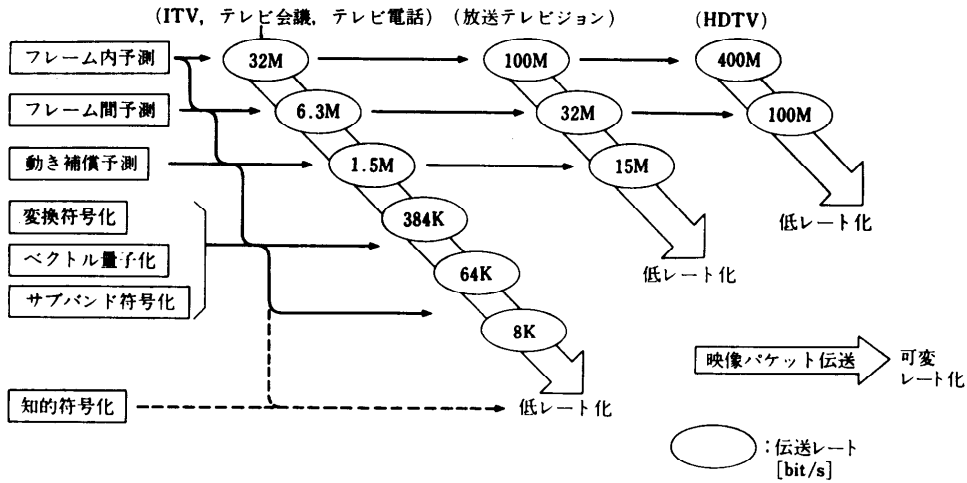 (ITV, テレビ会議, テレビ電話) (放送テレビジョン) (HDTV)
フレーム内予測 32M 100M 400M
フレーム間予測 6.3M 32M 100M
動き補償予測 1.5M 15M
変換符号化 384K 低レート化
ベクトル量子化 64K 低レート化
サブバンド符号化 8K
映像パケット伝送 可変
レート化
知的符号化 低レート化
:伝送レート
[bit/s]